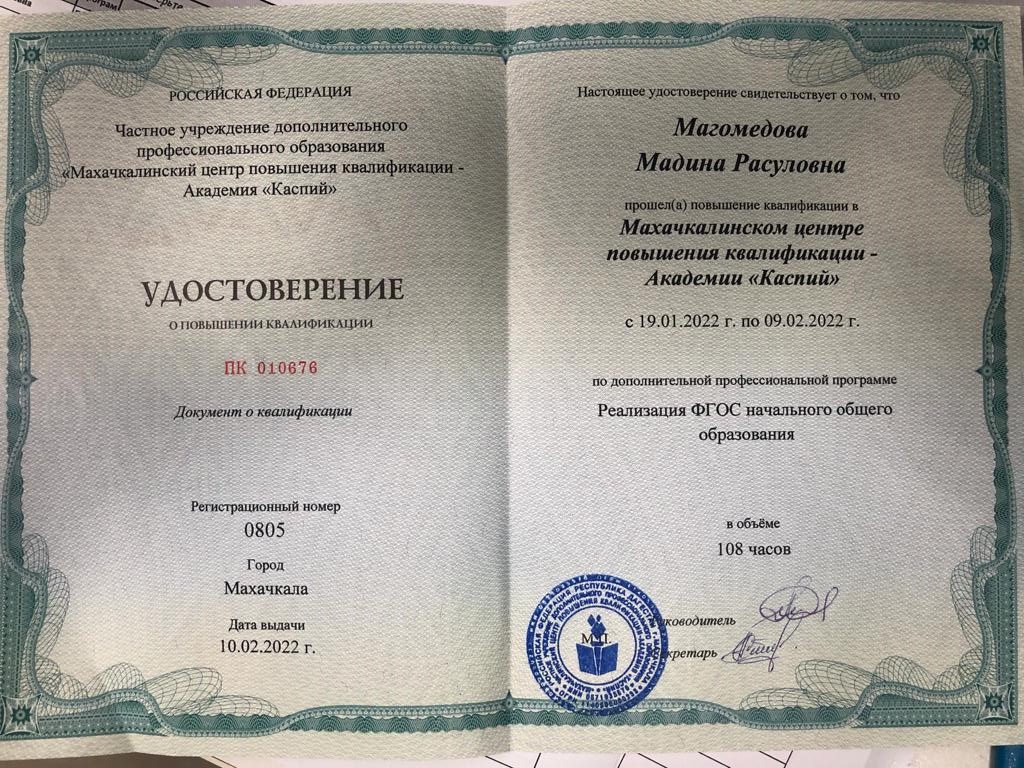 РОССИЙСКАЯ ФЕДЕРАЦИЯ
Частное учреждение дополнительного
профессионального образования
«Махачкалинский центр повышения квалификации -
Академия «Каспий»
УДОСТОВЕРЕНИЕ
О ПОВЫШЕНИИ КВАЛИФИКАЦИИ
ПК 010676
Документ о квалификации
Регистрационный номер
0805
Город
Махачкала
Дата выдачи
10.02.2022 г.
Настоящее удостоверение свидетельствует о том, что
Магомедова
Мадина Расуловна
прошел(а) повышение квалификации в
Махачкалинском центре
повышения квалификации -
Академии «Каспий»
с 19.01.2022 г. по 09.02.2022 г.
по дополнительной профессиональной программе
Реализация ФГОС начального общего
образования
в объёме
108 часов
М.П.
Руководитель
Секретарь